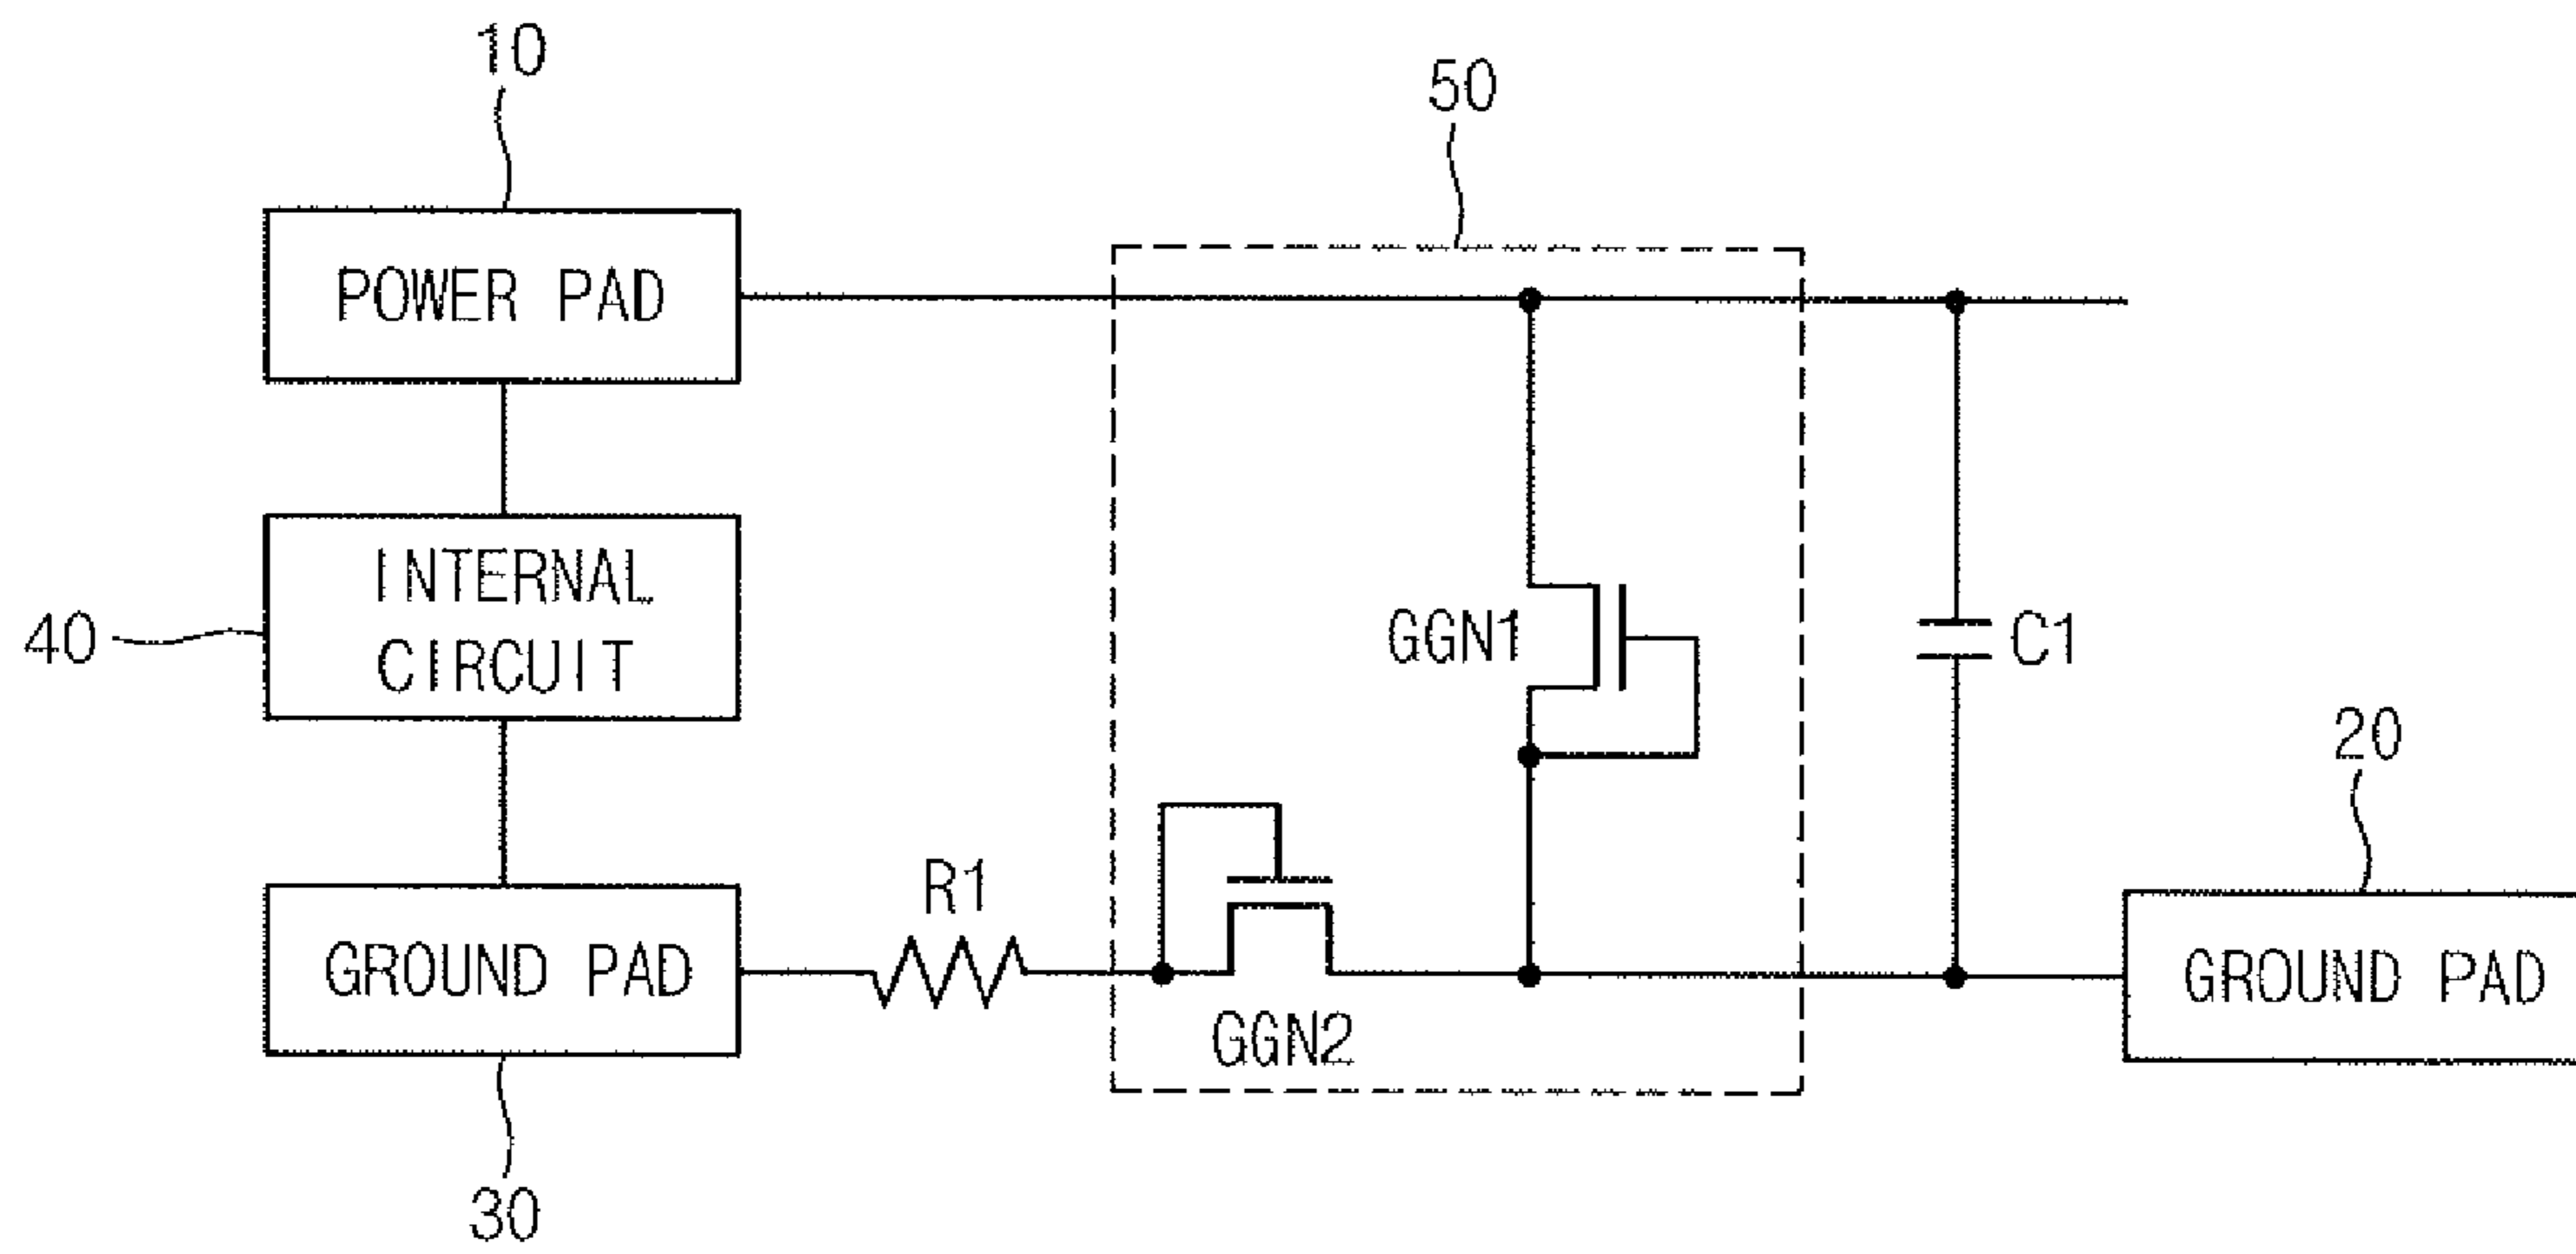 10
50
POWER PAD
INTERNAL
CIRCUIT
40
GGN1
C1
20
R1
GROUND PAD
GROUND PAD
GGN2
30